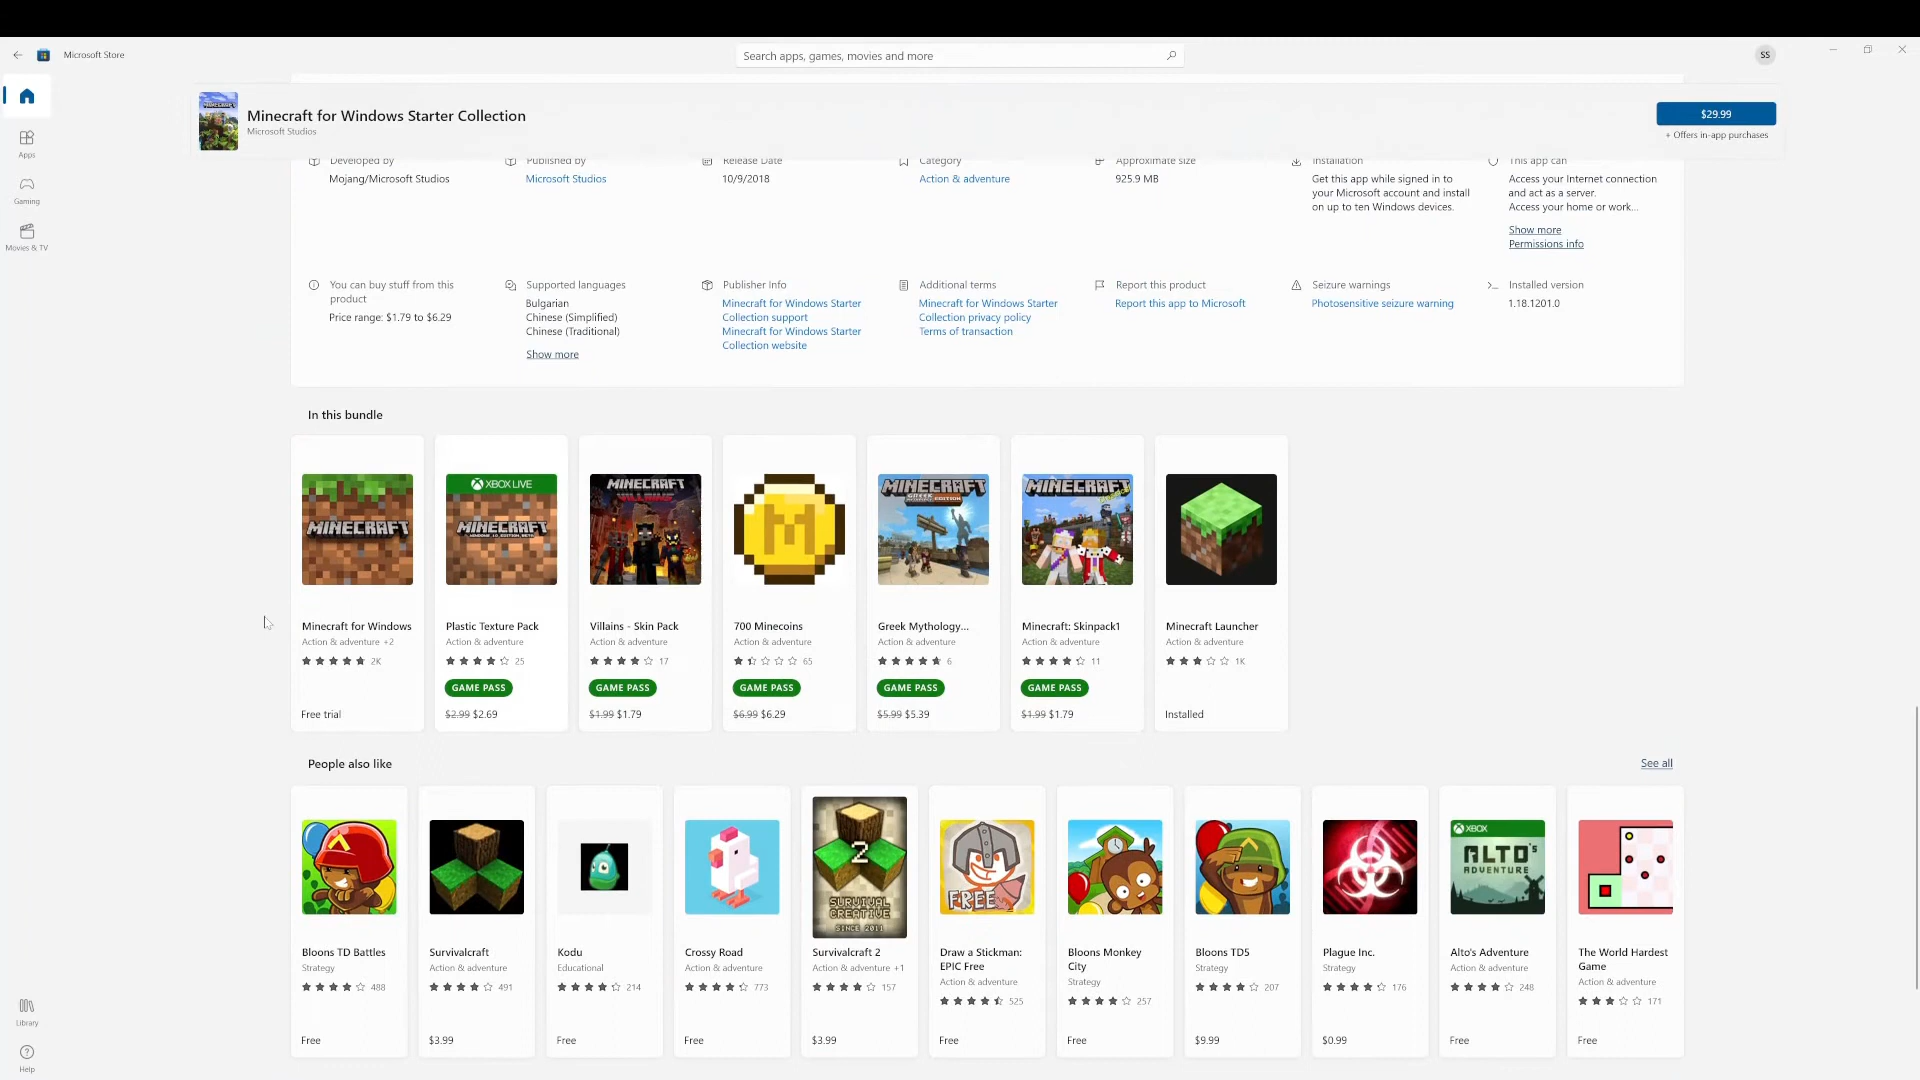 Microsoft Store
Search apps, games, movies and more
SS
Apps
Gaming
Movies & TV
Library
Help
Minecraft for Windows Starter Collection
Microsoft Studios
$29.99
+ Offers in-app purchases
Developed by
Mojang/Microsoft Studios
Published by
Microsoft Studios
Release Date
10/9/2018
Category
Action & adventure
Approximate size
925.9 MB
Installation
Get this app while signed in to
your Microsoft account and install
on up to ten Windows devices.
This app can
Access your Internet connection
and act as a server.
Access your home or work...
Show more
Permissions info
You can buy stuff from this
product
Price range: $1.79 to $6.29
Supported languages
Bulgarian
Chinese (Simplified)
Chinese (Traditional)
Show more
Publisher Info
Minecraft for Windows Starter
Collection support
Minecraft for Windows Starter
Collection website
Additional terms
Minecraft for Windows Starter
Collection privacy policy
Terms of transaction
Report this product
Report this app to Microsoft
Seizure warnings
Photosensitive seizure warning
Installed version
1.18.1201.0
In this bundle
MINECRAFT
Minecraft for Windows
Action & adventure +2
2K
Free trial
XBOX LIVE
MINECRAFT
WINDOWS 10 EDITION BETA
Plastic Texture Pack
Action & adventure
25
GAME PASS
$2.99 $2.69
MINECRAFT
VILLAINS
Villains - Skin Pack
Action & adventure
17
GAME PASS
$1.99 $1.79
M
700 Minecoins
Action & adventure
65
GAME PASS
$6.99 $6.29
MINECRAFT
Greek Mythology...
Action & adventure
6
GAME PASS
$5.99 $5.39
MINECRAFT
Minecraft: Skinpack1
Action & adventure
11
GAME PASS
$1.99 $1.79
Minecraft Launcher
Action & adventure
1K
Installed
People also like
See all
Bloons TD Battles
Strategy
488
Free
Survivalcraft
Action & adventure
491
$3.99
Kodu
Educational
214
Free
Crossy Road
Action & adventure
773
Free
2
SURVIVAL
CREATIVE
SINCE 2011
Survivalcraft 2
Action & adventure +1
157
$3.99
FREE
Draw a Stickman:
EPIC Free
Action & adventure
525
Free
Bloons Monkey
City
Strategy
257
Free
Bloons TD5
Strategy
207
$9.99
Plague Inc.
Strategy
176
$0.99
XBOX
ALTO'S
ADVENTURE
Alto's Adventure
Action & adventure
248
Free
The World Hardest
Game
Action & adventure
171
Free